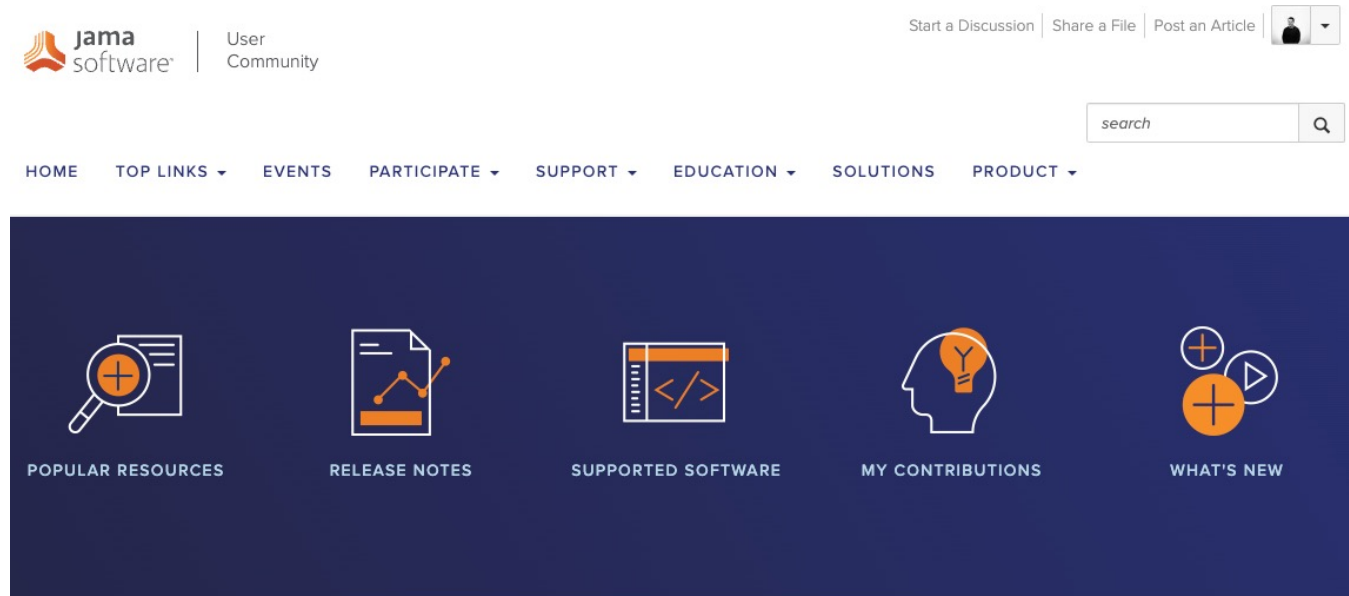 Start a Discussion | Share a File | Post an Article
jama
software
User
Community
search
HOME TOP LINKS EVENTS PARTICIPATE SUPPORT EDUCATION SOLUTIONS PRODUCT
</>
POPULAR RESOURCES RELEASE NOTES SUPPORTED SOFTWARE MY CONTRIBUTIONS WHAT'S NEW